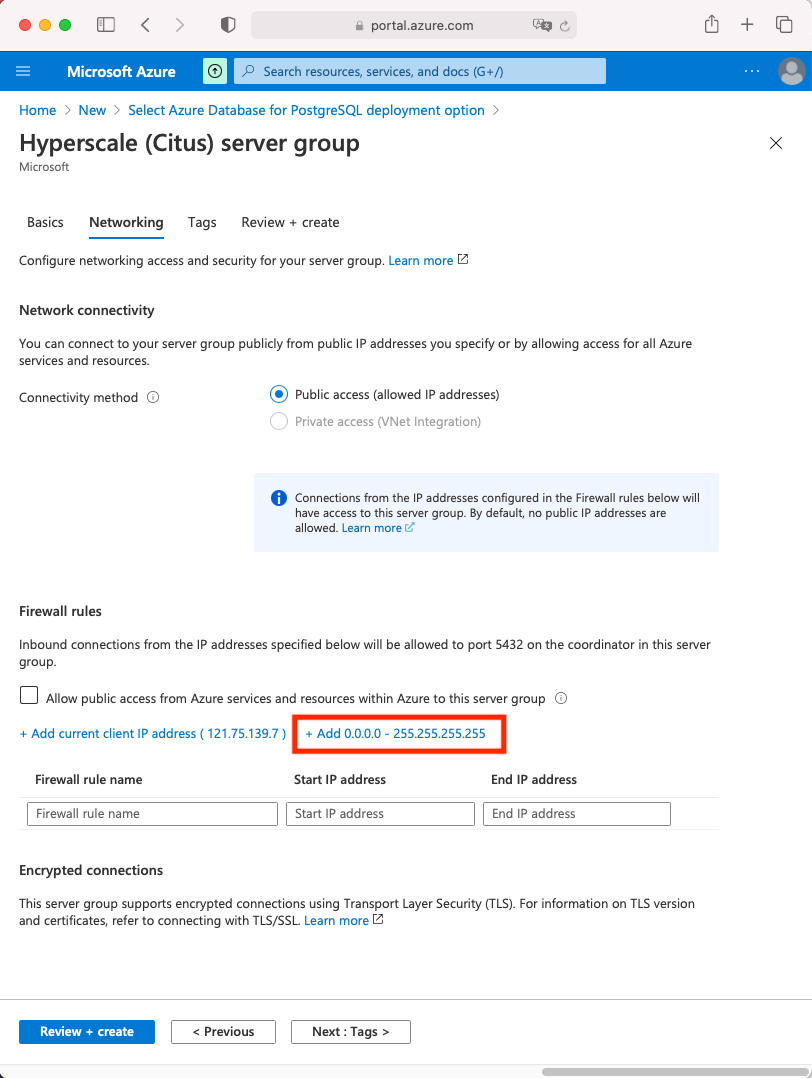 portal.azure.com
Microsoft Azure
Search resources, services, and docs (G+/)
Home > New > Select Azure Database for PostgreSQL deployment option >
Hyperscale (Citus) server group
Microsoft
Basics Networking Tags Review + create
Configure networking access and security for your server group. Learn more
Network connectivity
You can connect to your server group publicly from public IP addresses you specify or by allowing access for all Azure
services and resources.
Connectivity method
Public access (allowed IP addresses)
Private access (VNet Integration)
Connections from the IP addresses configured in the Firewall rules below will
have access to this server group. By default, no public IP addresses are
allowed. Learn more
Firewall rules
Inbound connections from the IP addresses specified below will be allowed to port 5432 on the coordinator in this server
group.
Allow public access from Azure services and resources within Azure to this server group
+ Add current client IP address ( 121.75.139.7 ) + Add 0.0.0.0 - 255.255.255.255
Firewall rule name Start IP address End IP address
Firewall rule name Start IP address End IP address
Encrypted connections
This server group supports encrypted connections using Transport Layer Security (TLS). For information on TLS version
and certificates, refer to connecting with TLS/SSL. Learn more
Review + create < Previous Next : Tags >